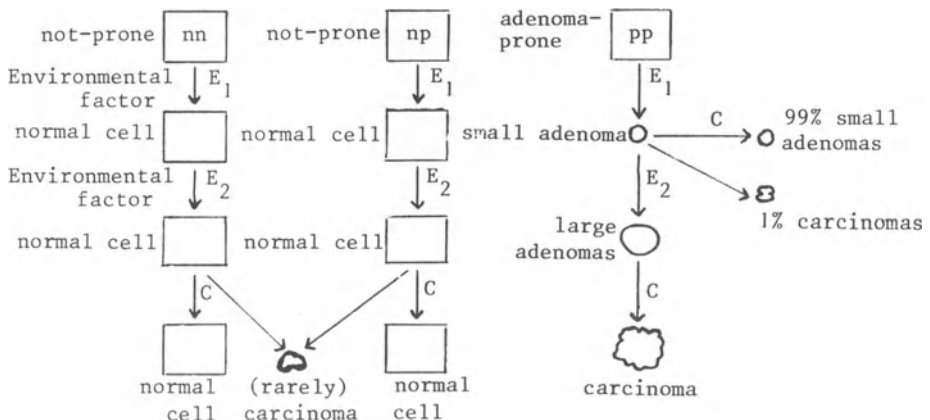 not-prone
nn
not-prone
np
adenoma-
prone
pp
Environmental
factor
E1
E1
E1
normal cell
normal cell
small adenoma
C
99% small
adenomas
Environmental
factor
E2
E2
E2
1% carcinomas
normal cell
normal cell
large
adenomas
C
C
C
normal
cell
(rarely)
carcinoma
normal
cell
carcinoma